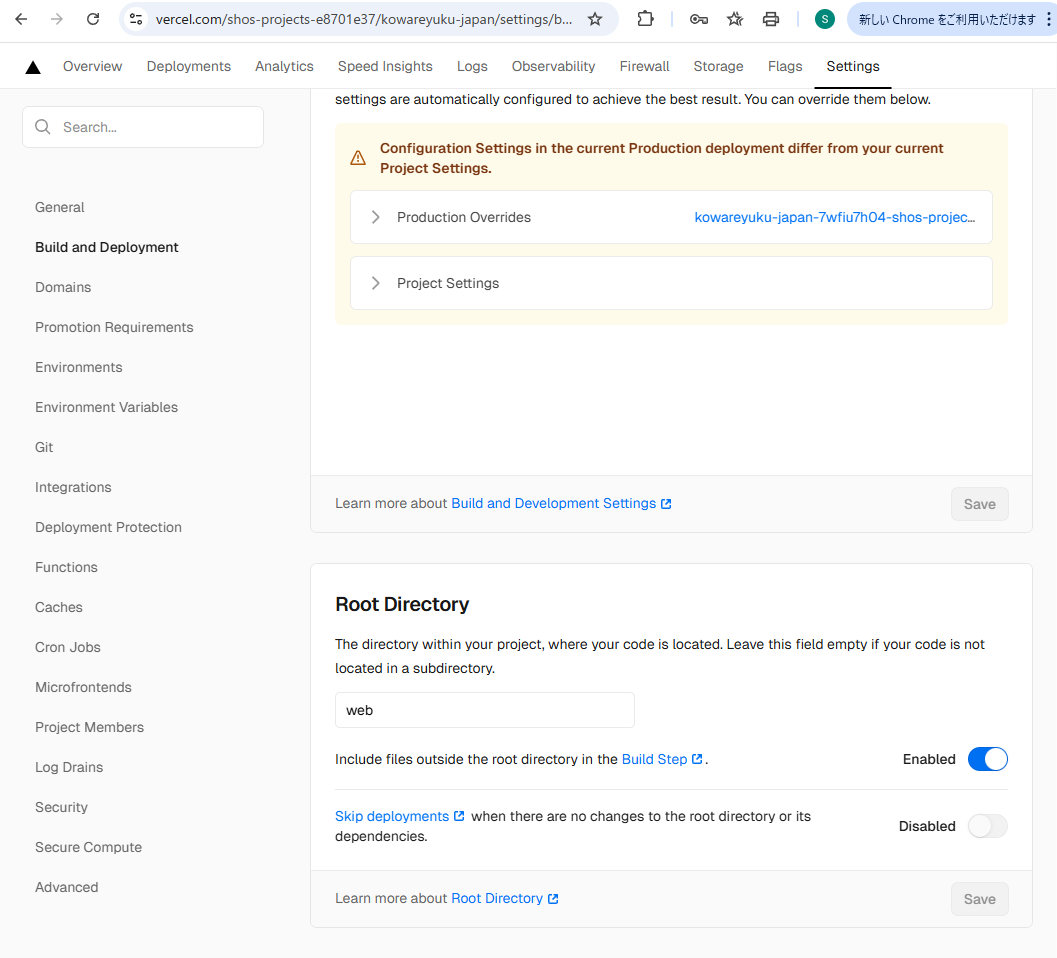 vercel.com/shos-projects-e8701e37/kowareyuku-japan/settings/b...
S
新しい Chrome をご利用いただけます
Overview
Deployments
Analytics
Speed Insights
Logs
Observability
Firewall
Storage
Flags
Settings
Search...
General
Build and Deployment
Domains
Promotion Requirements
Environments
Environment Variables
Git
Integrations
Deployment Protection
Functions
Caches
Cron Jobs
Microfrontends
Project Members
Log Drains
Security
Secure Compute
Advanced
settings are automatically configured to achieve the best result. You can override them below.
Configuration Settings in the current Production deployment differ from your current
Project Settings.
Production Overrides
kowareyuku-japan-7wfiu7h04-shos-projec...
Project Settings
Learn more about Build and Development Settings
Save
Root Directory
The directory within your project, where your code is located. Leave this field empty if your code is not
located in a subdirectory.
web
Include files outside the root directory in the Build Step.
Enabled
Skip deployments when there are no changes to the root directory or its
dependencies.
Disabled
Learn more about Root Directory
Save